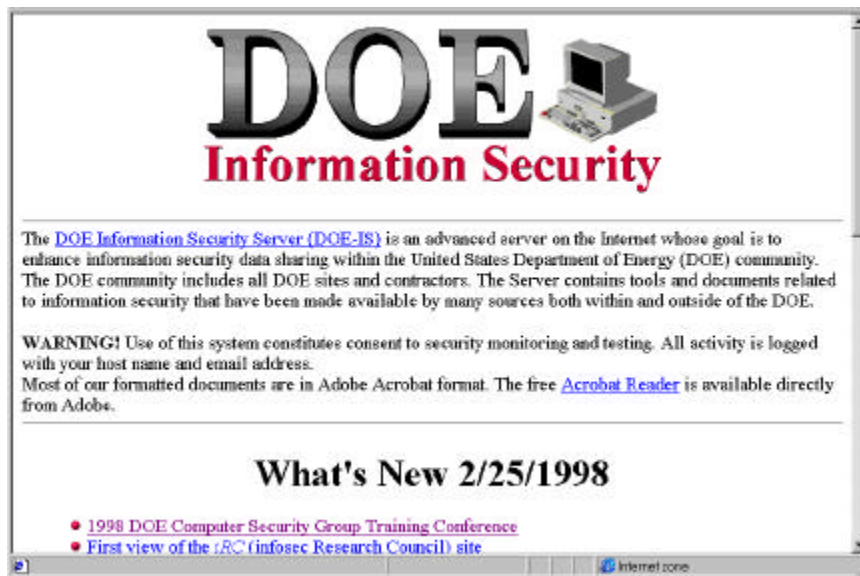 DOE
Information Security
The DOE Information Security Server (DOE-IS) is an advanced server on the Internet whose goal is to
enhance information security data sharing within the United States Department of Energy (DOE) community.
The DOE community includes all DOE sites and contractors. The Server contains tools and documents related
to information security that have been made available by many sources both within and outside of the DOE.
WARNING! Use of this system constitutes consent to security monitoring and testing. All activity is logged
with your host name and email address.
Most of our formatted documents are in Adobe Acrobat format. The free Acrobat Reader is available directly
from Adobe.
What's New 2/25/1998
1998 DOE Computer Security Group Training Conference
First view of the iRC (infosec Research Council) site
Internet zone